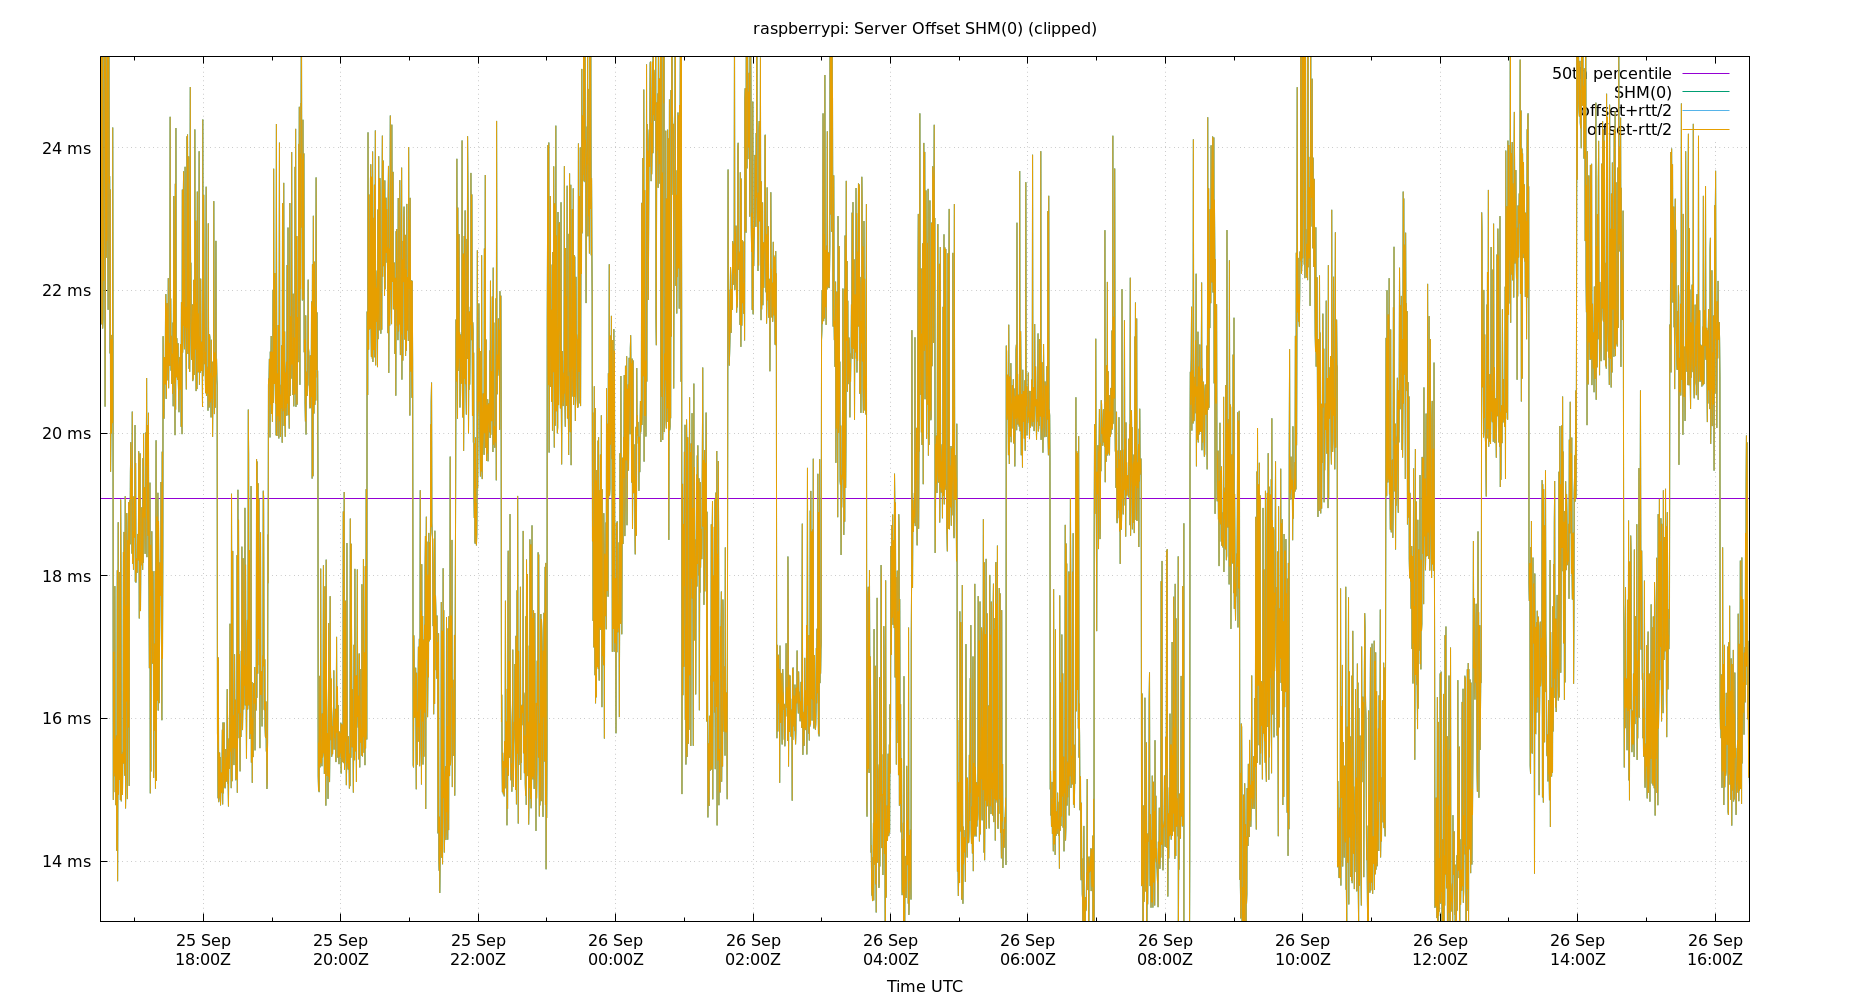 raspberrypi: Server Offset SHM(0) (clipped)
50th percentile
SHM(0)
offset+rtt/2
offset-rtt/2
24 ms
22 ms
20 ms
18 ms
16 ms
14 ms
25 Sep 25 Sep 25 Sep 26 Sep 26 Sep 26 Sep 26 Sep 26 Sep 26 Sep 26 Sep 26 Sep 26 Sep
18:00Z 20:00Z 22:00Z 00:00Z 02:00Z 04:00Z 06:00Z 08:00Z 10:00Z 12:00Z 14:00Z 16:00Z
Time UTC